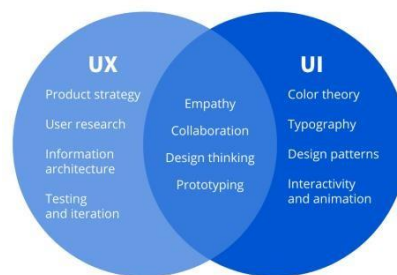 UX
Product strategy
User research
Information
architecture
Testing
and iteration
Empathy
Collaboration
Design thinking
Prototyping
UI
Color theory
Typography
Design patterns
Interactivity
and animation